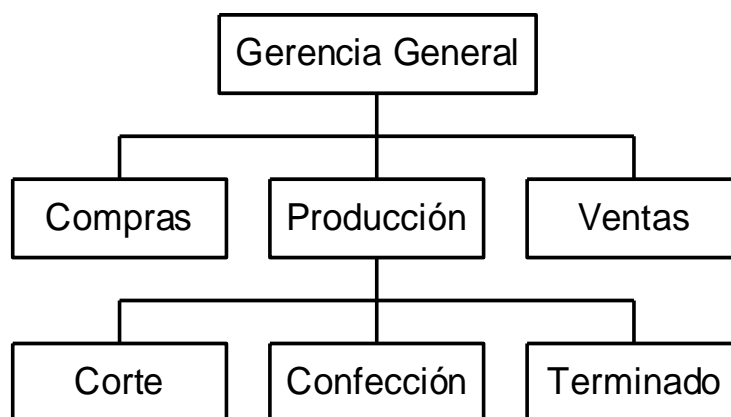 Gerencia General
Compras
Producción
Ventas
Corte
Confección
Terminado